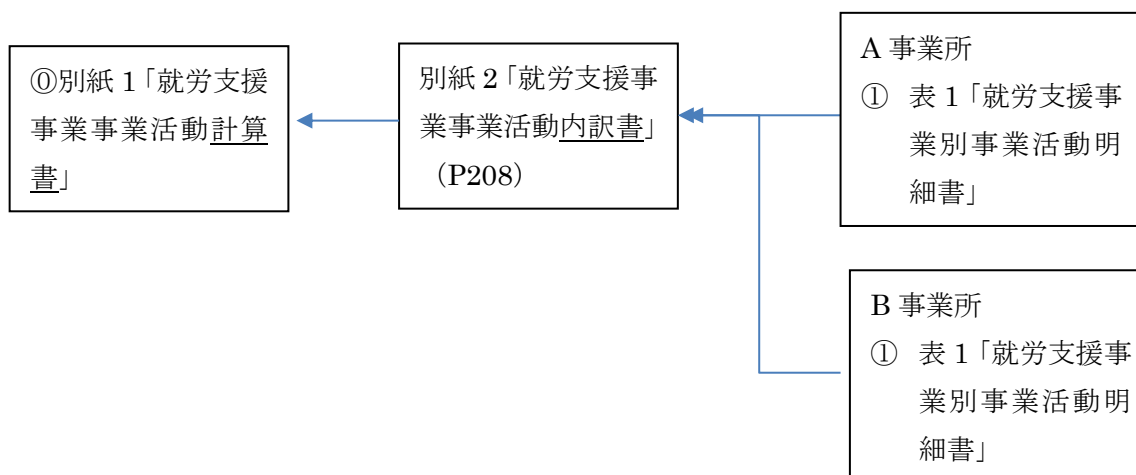 ⓪別紙 1「就労支援
事業事業活動計算
書」
別紙 2「就労支援事
業事業活動内訳書」
（P208）
A 事業所
① 表 1「就労支援事
業別事業活動明
細書」
B 事業所
① 表 1「就労支援事
業別事業活動明
細書」